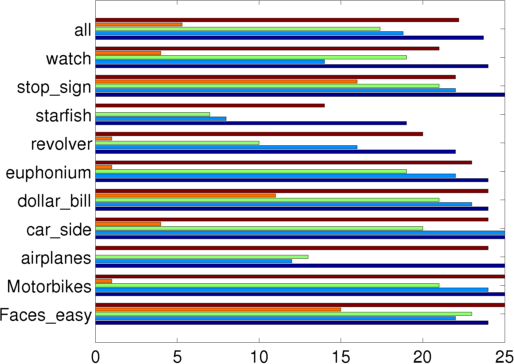 all
watch
stop_sign
starfish
revolver
euphonium
dollar_bill
car_side
airplanes
Motorbikes
Faces_easy
0 5 10 15 20 25